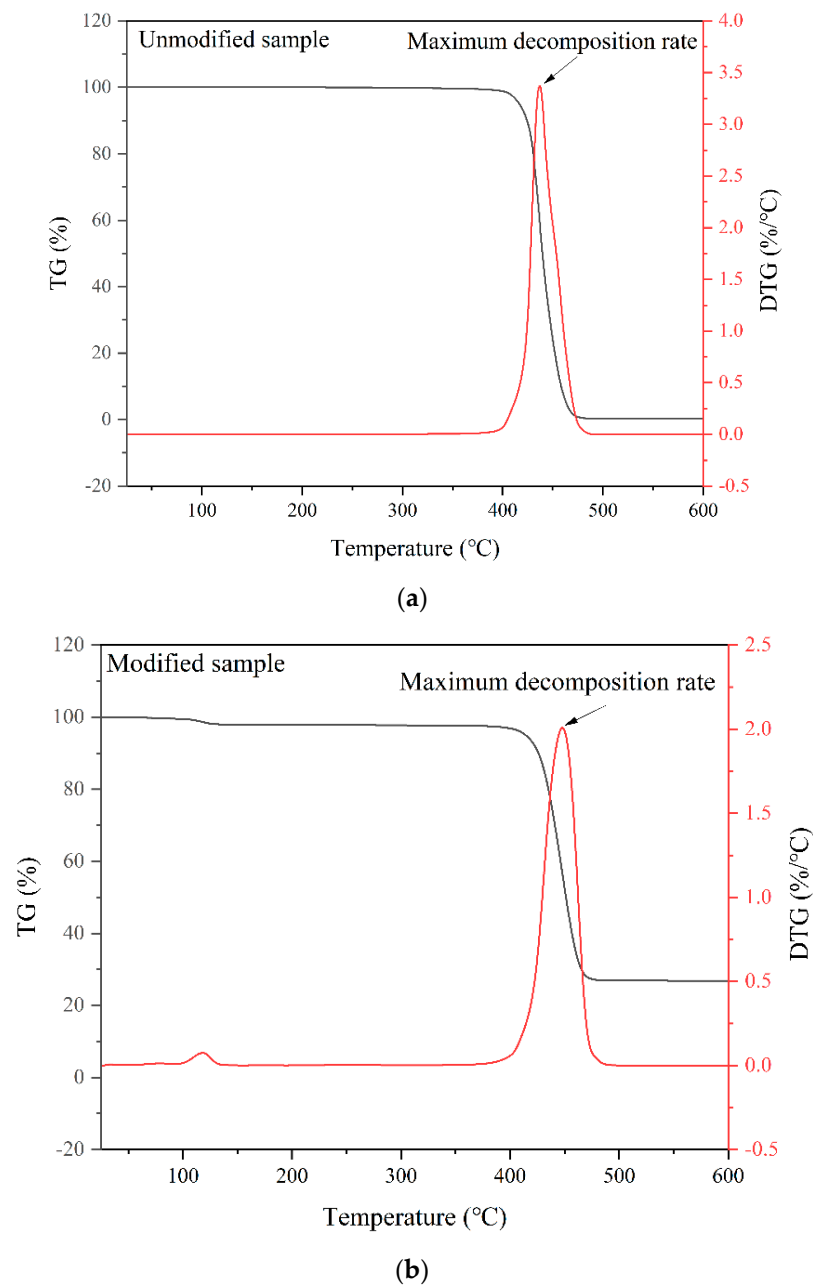 Unmodified sample
Maximum decomposition rate
120
100
80
60
40
20
0
-20
TG (%)
4.0
3.5
3.0
2.5
2.0
1.5
1.0
0.5
0.0
-0.5
DTG (%/°C)
100 200 300 400 500 600
Temperature (°C)
(a)
Modified sample
Maximum decomposition rate
120
100
80
60
40
20
0
-20
TG (%)
2.5
2.0
1.5
1.0
0.5
0.0
-0.5
DTG (%/°C)
100 200 300 400 500 600
Temperature (°C)
(b)